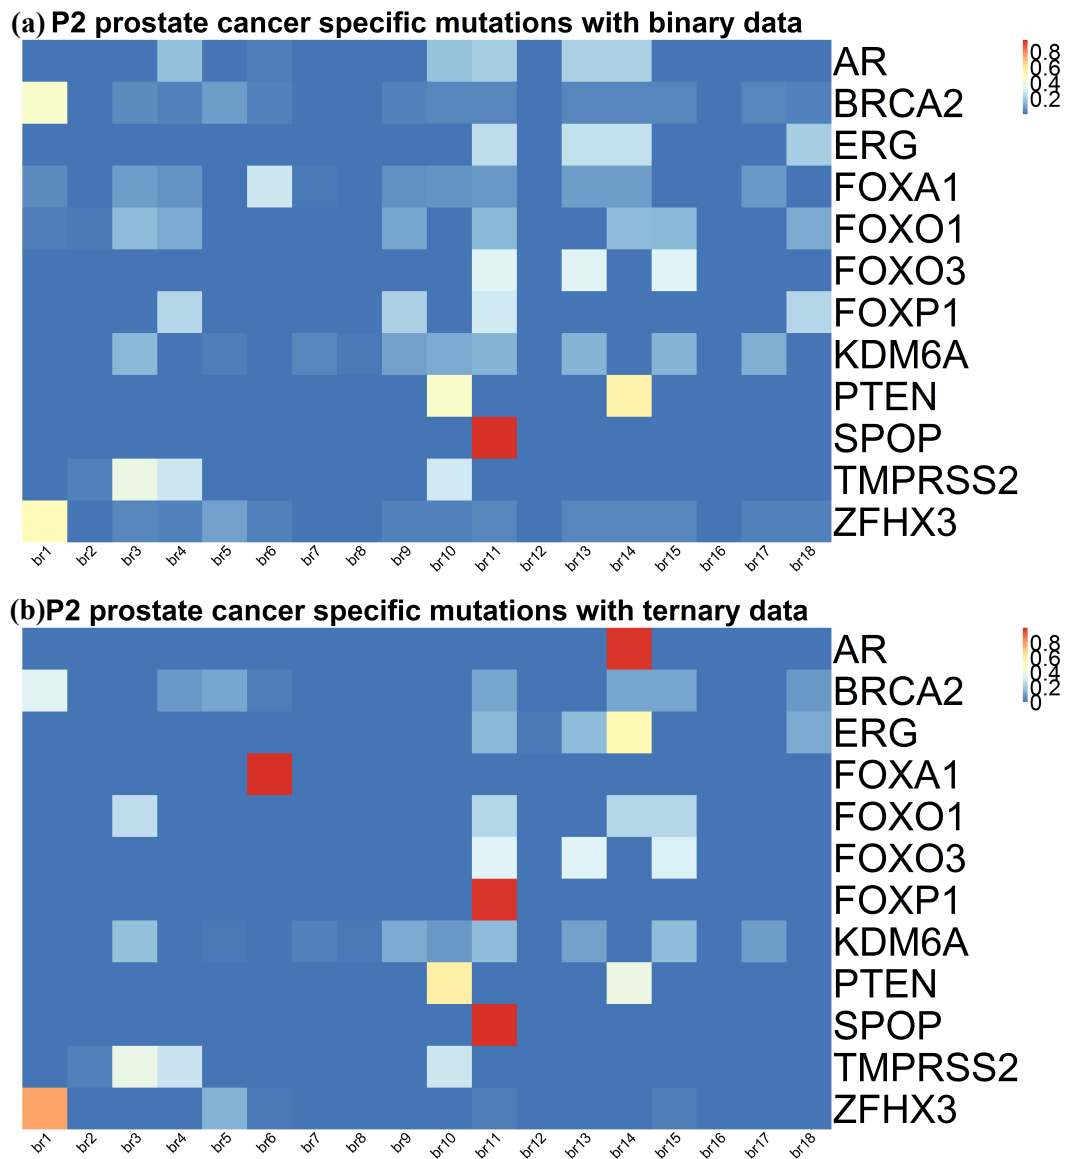 (a) P2 prostate cancer specific mutations with binary data
AR
BRCA2
ERG
FOXA1
FOXO1
FOXO3
FOXP1
KDM6A
PTEN
SPOP
TMPRSS2
ZFHX3
0.8
0.6
0.4
0.2
br1 br2 br3 br4 br5 br6 br7 br8 br9 br10 br11 br12 br13 br14 br15 br16 br17 br18
(b)P2 prostate cancer specific mutations with ternary data
AR
BRCA2
ERG
FOXA1
FOXO1
FOXO3
FOXP1
KDM6A
PTEN
SPOP
TMPRSS2
ZFHX3
0.8
0.6
0.4
0.2
0
br1 br2 br3 br4 br5 br6 br7 br8 br9 br10 br11 br12 br13 br14 br15 br16 br17 br18